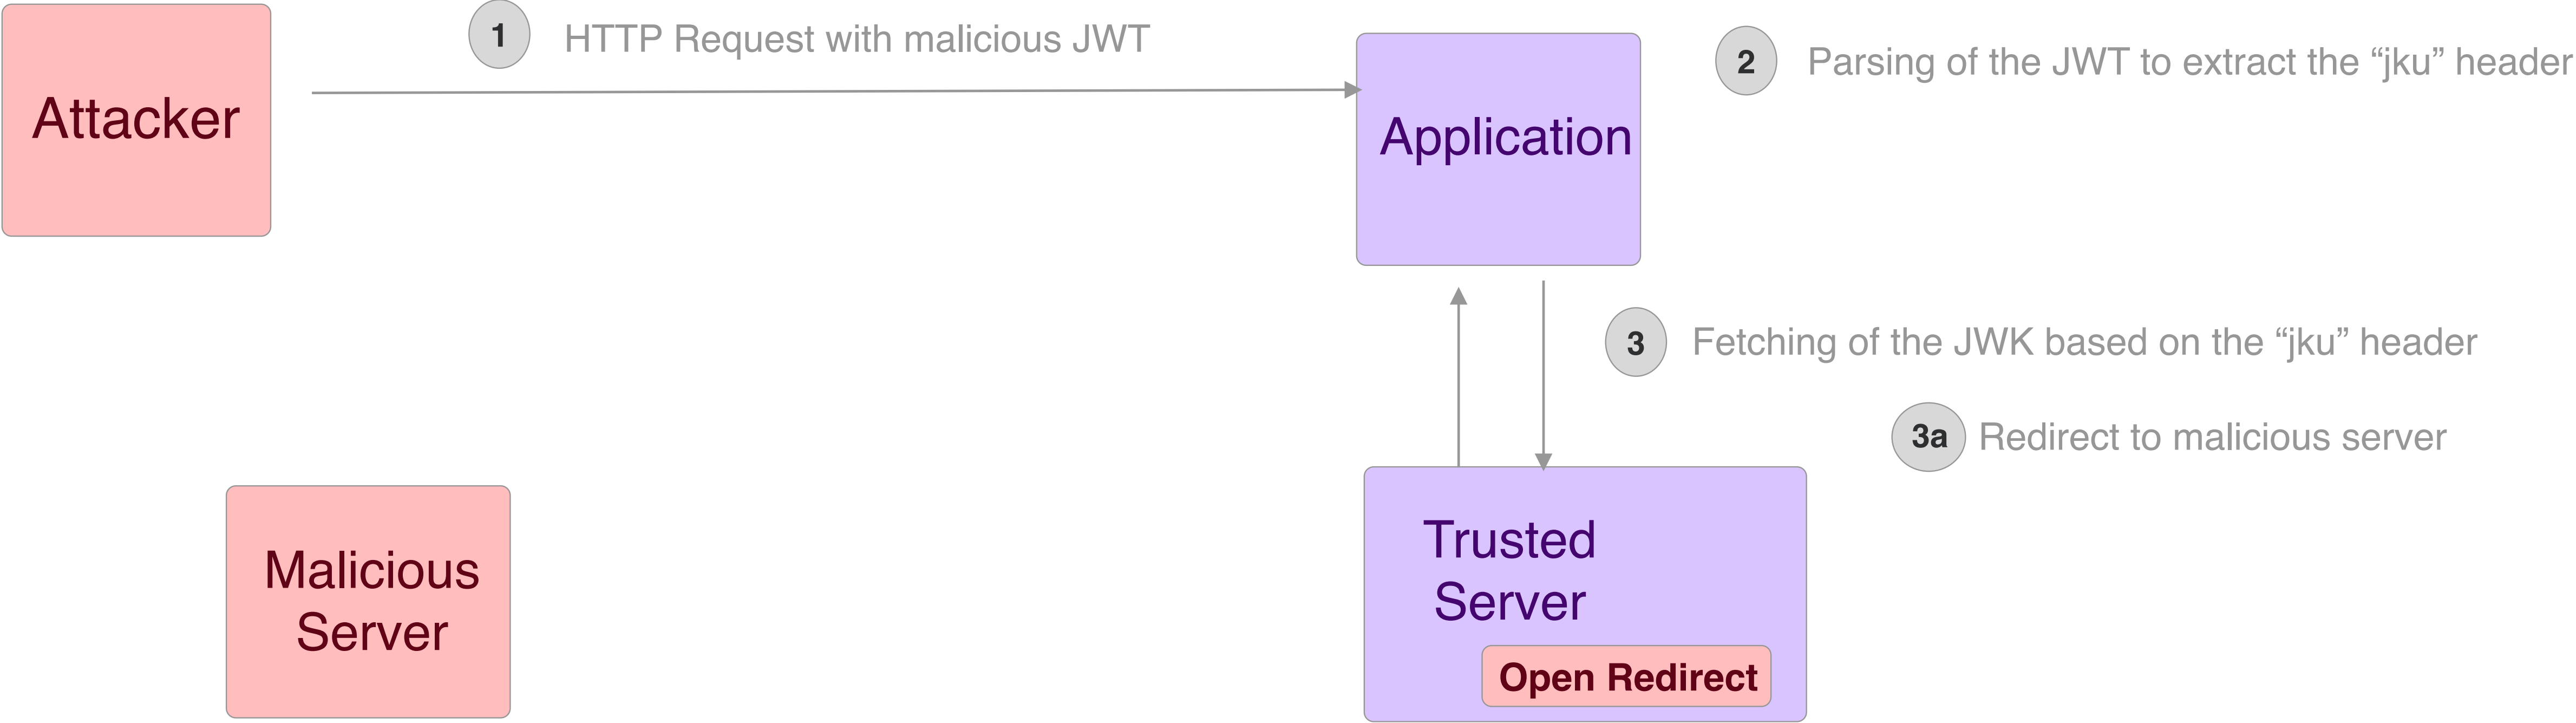 Attacker
1 HTTP Request with malicious JWT
Application
2 Parsing of the JWT to extract the “jku” header
3 Fetching of the JWK based on the “jku” header
3a Redirect to malicious server
Malicious
Server
Trusted
Server
Open Redirect